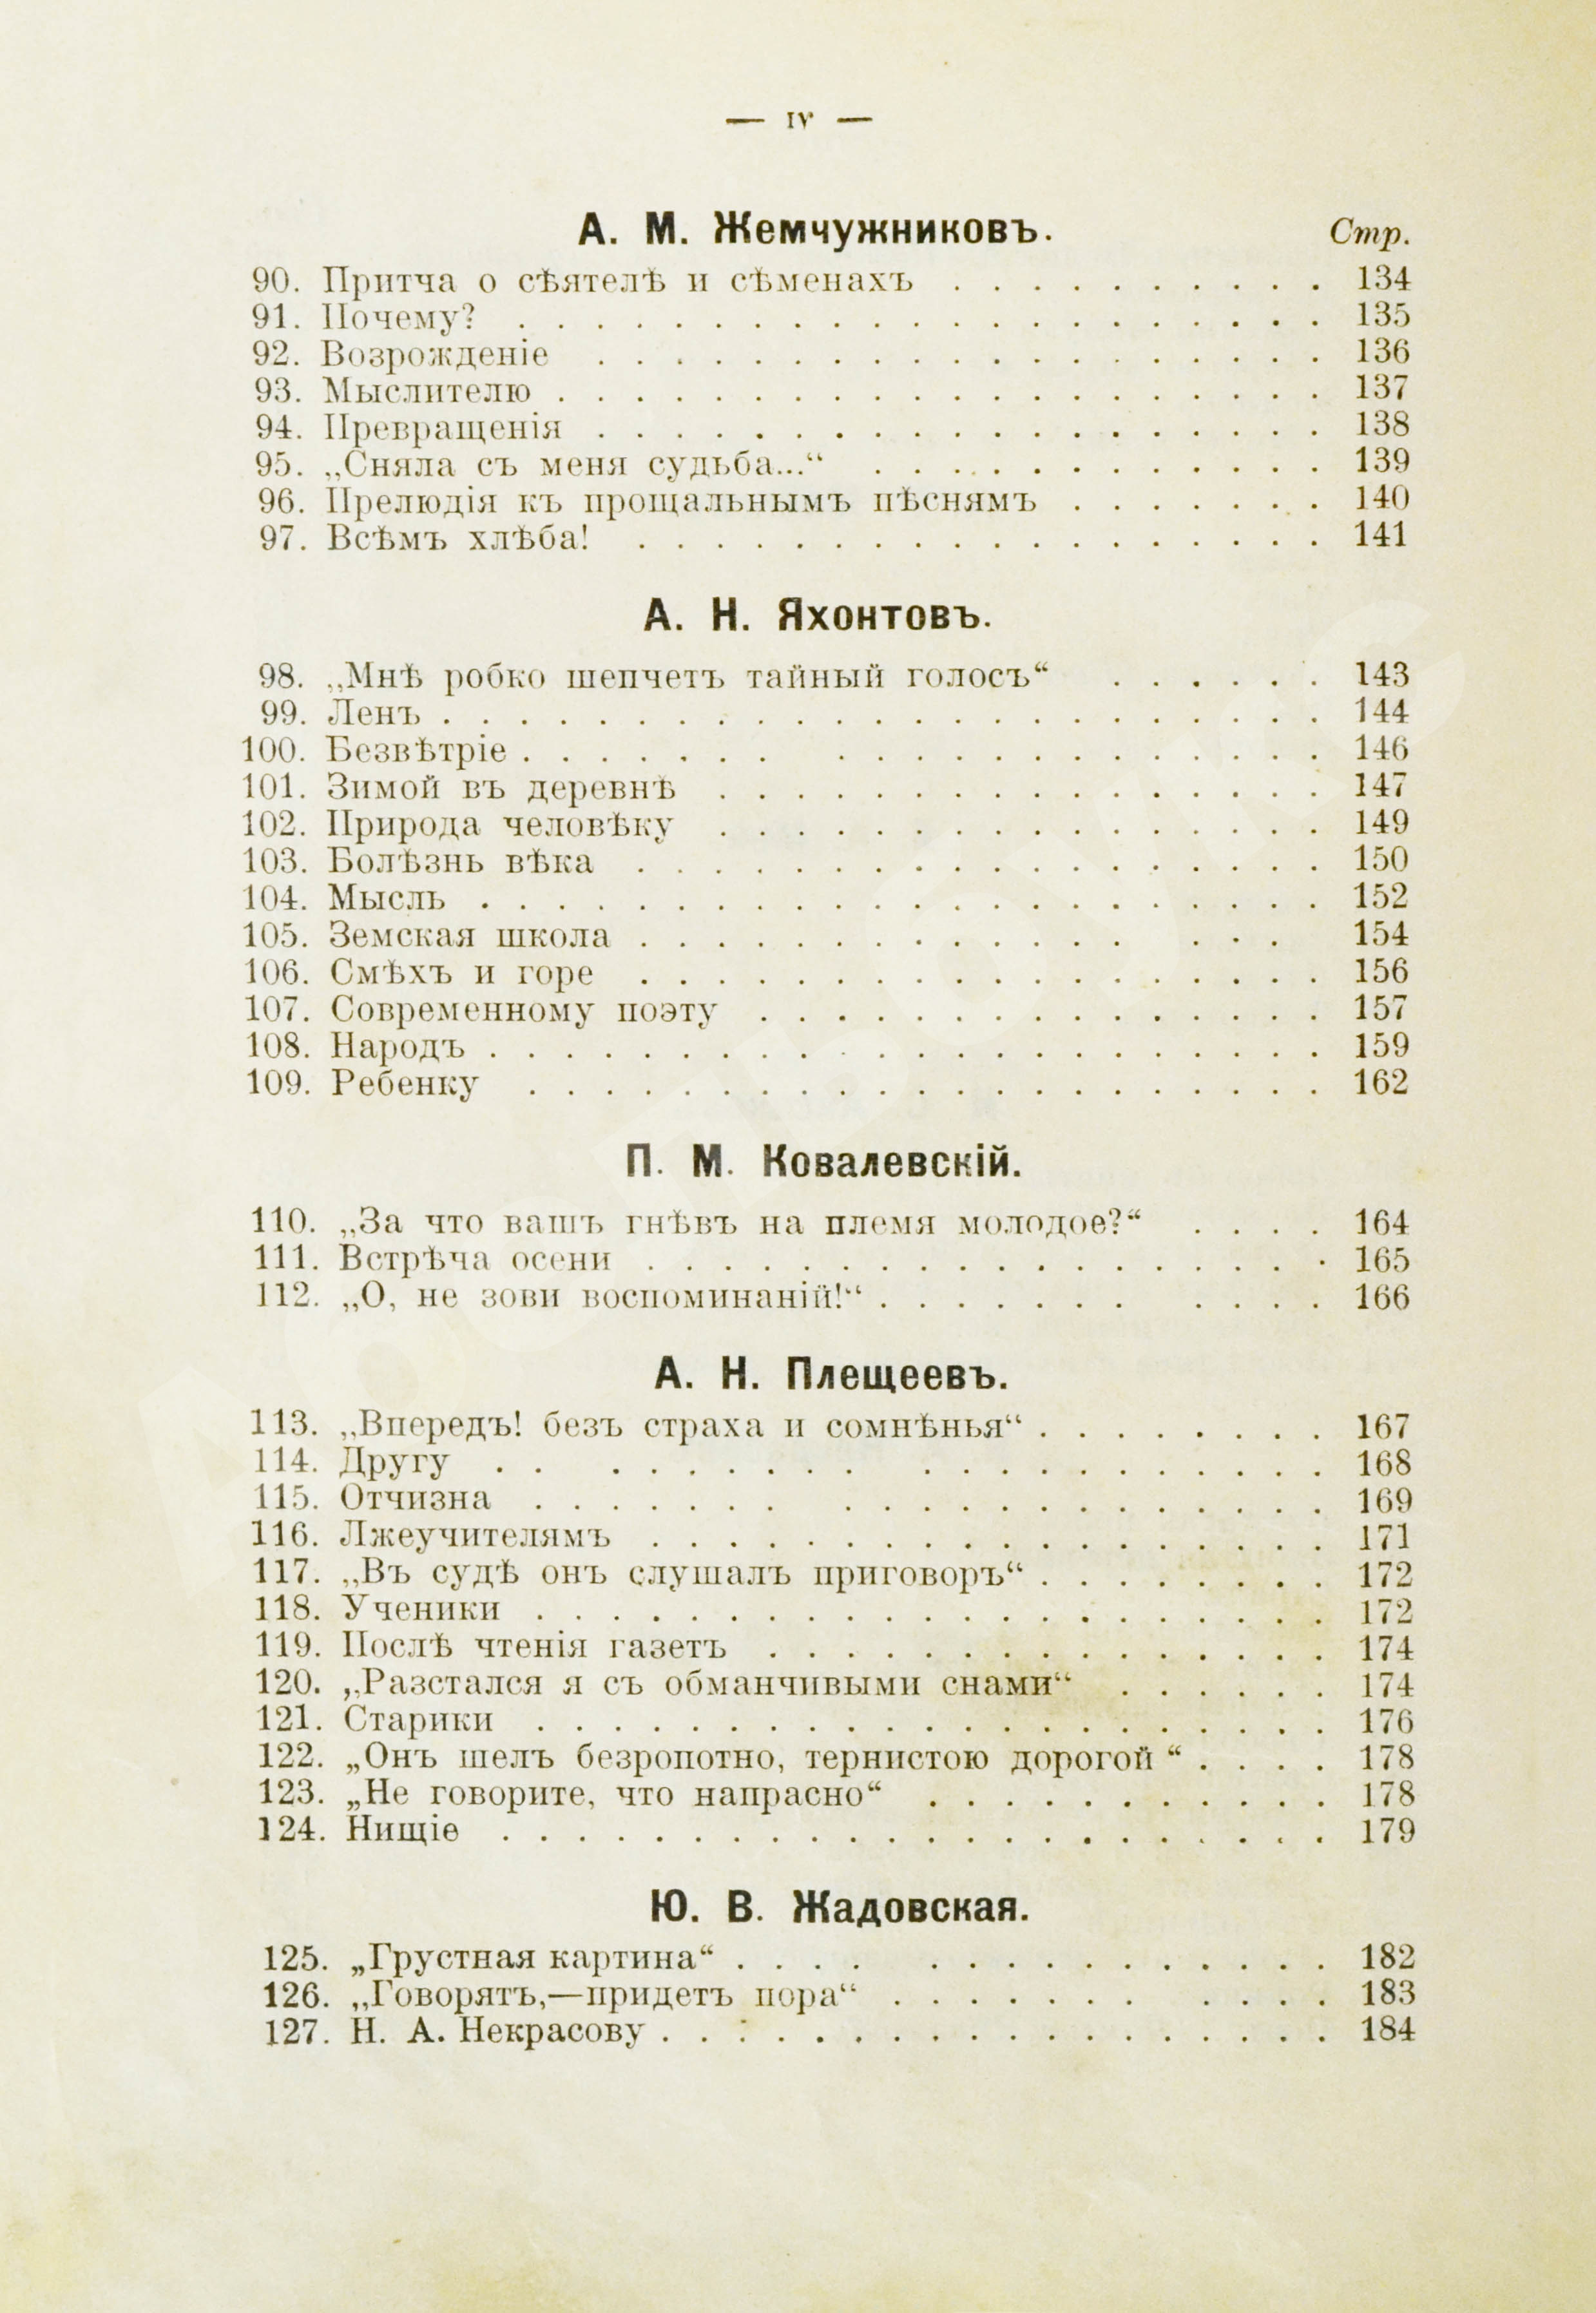 — IV —
А. М. Жемчужниковъ. Стр.
90. Притча о сѣятелѣ и сѣменахъ . . . . . . . . . . 134
91. Почему? . . . . . . . . . . . . . . . . . . . . . 135
92. Возрожденіе . . . . . . . . . . . . . . . . . . . 136
93. Мыслителю . . . . . . . . . . . . . . . . . . . . 137
94. Превращенія . . . . . . . . . . . . . . . . . . . 138
95. „Сняла съ меня судьба...“ . . . . . . . . . . . . 139
96. Прелюдія къ прощальнымъ пѣснямъ . . . . . . . 140
97. Всѣмъ хлѣба! . . . . . . . . . . . . . . . . . . 141
А. Н. Яхонтовъ.
98. „Мнѣ робко шепчетъ тайный голосъ“ . . . . . . 143
99. Ленъ . . . . . . . . . . . . . . . . . . . . . . . 144
100. Безвѣтріе . . . . . . . . . . . . . . . . . . . . 146
101. Зимой въ деревнѣ . . . . . . . . . . . . . . . . 147
102. Природа человѣку . . . . . . . . . . . . . . . . 149
103. Болѣзнь вѣка . . . . . . . . . . . . . . . . . . 150
104. Мысль . . . . . . . . . . . . . . . . . . . . . . 152
105. Земская школа . . . . . . . . . . . . . . . . 154
106. Смѣхъ и горе . . . . . . . . . . . . . . . . . . 156
107. Современному поэту . . . . . . . . . . . . . . . 157
108. Народъ . . . . . . . . . . . . . . . . . . . . . . 159
109. Ребенку . . . . . . . . . . . . . . . . . . . . . 162
П. М. Ковалевскій.
110. „За что вашъ гнѣвъ на племя молодое?“ . . . . 164
111. Встрѣча осени . . . . . . . . . . . . . . . . . . 165
112. „О, не зови воспоминаній!“ . . . . . . . . . . . 166
А. Н. Плещеевъ.
113. „Впередъ! безъ страха и сомнѣнья“ . . . . . . . . 167
114. Другу . . . . . . . . . . . . . . . . . . . . 168
115. Отчизна . . . . . . . . . . . . . . . . . . . . 169
116. Лжеучителямъ . . . . . . . . . . . . . . . . . . 171
117. „Въ судѣ онъ слушалъ приговоръ“ . . . . . . . . 172
118. Ученики . . . . . . . . . . . . . . . . . . . . . 172
119. Послѣ чтенія газетъ . . . . . . . . . . . . . . . 174
120. „Разстался я съ обманчивыми снами“ . . . . . . 174
121. Старики . . . . . . . . . . . . . . . . . . . . . 176
122. „Онъ шелъ безропотно, тернистою дорогой “ . . . . 178
123. „Не говорите, что напрасно“ . . . . . . . . . . . 178
124. Нищіе . . . . . . . . . . . . . . . . . . . . . . 179
Ю. В. Жадовская.
125. „Грустная картина“ . . . . . . . . . . . . . . . 182
126. „Говорятъ,—придетъ пора“ . . . . . . . . . . . 183
127. Н. А. Некрасову . . . . . . . . . . . . . . . . . . 184